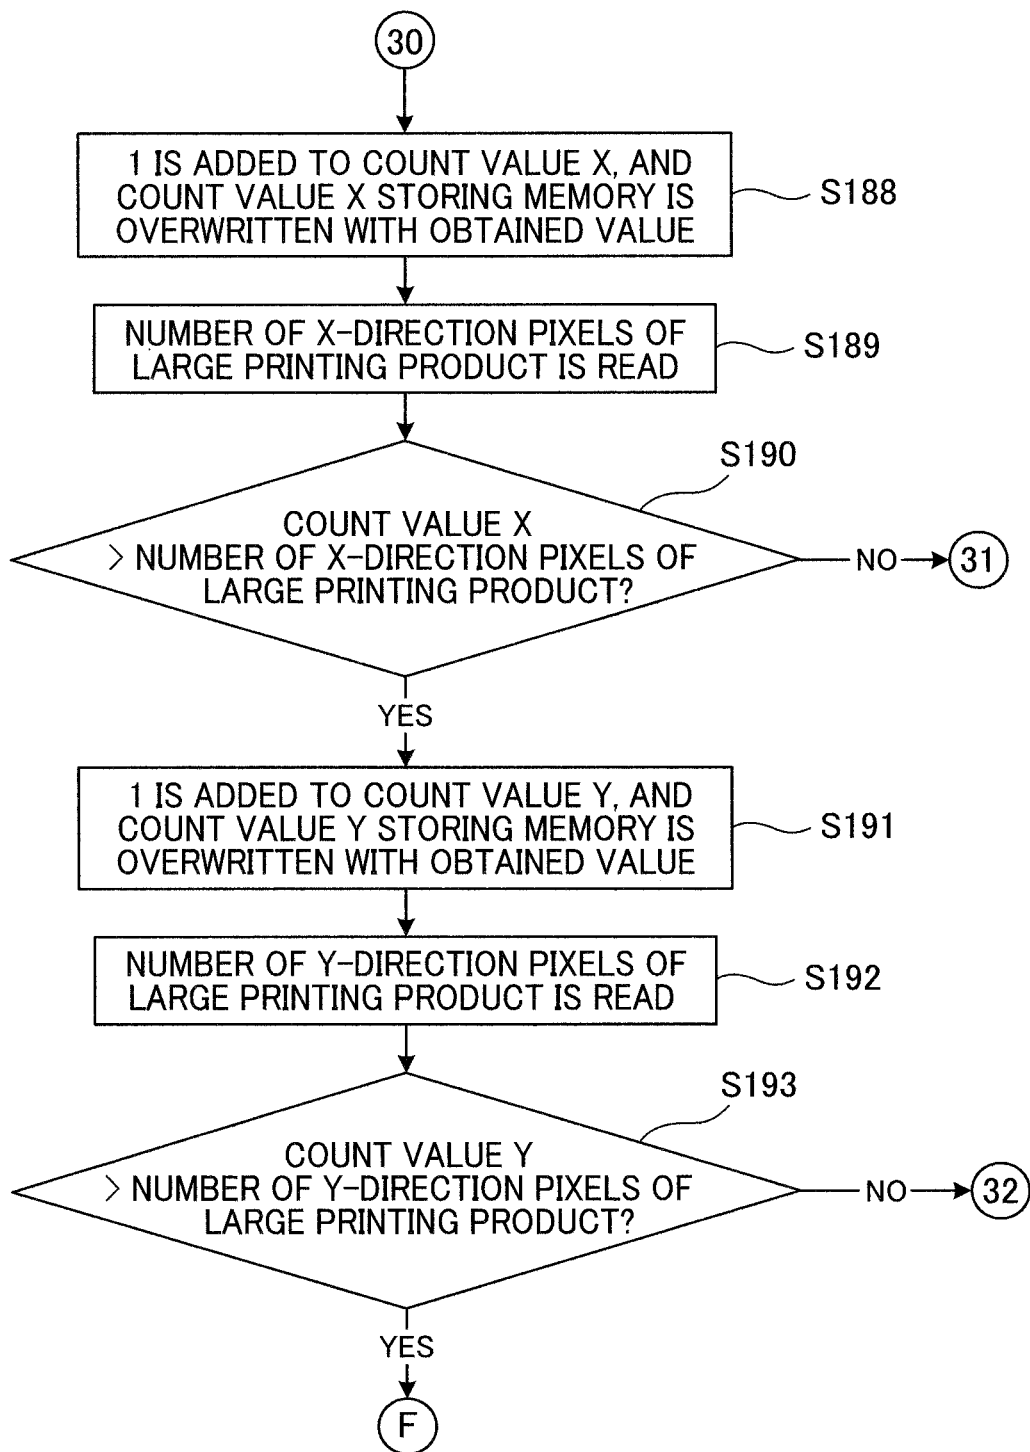 30
1 IS ADDED TO COUNT VALUE X, AND
COUNT VALUE X STORING MEMORY IS
OVERWRITTEN WITH OBTAINED VALUE
S188
NUMBER OF X-DIRECTION PIXELS OF
LARGE PRINTING PRODUCT IS READ
S189
S190
COUNT VALUE X
> NUMBER OF X-DIRECTION PIXELS OF
LARGE PRINTING PRODUCT?
NO
31
YES
1 IS ADDED TO COUNT VALUE Y, AND
COUNT VALUE Y STORING MEMORY IS
OVERWRITTEN WITH OBTAINED VALUE
S191
NUMBER OF Y-DIRECTION PIXELS OF
LARGE PRINTING PRODUCT IS READ
S192
S193
COUNT VALUE Y
> NUMBER OF Y-DIRECTION PIXELS OF
LARGE PRINTING PRODUCT?
NO
32
YES
F